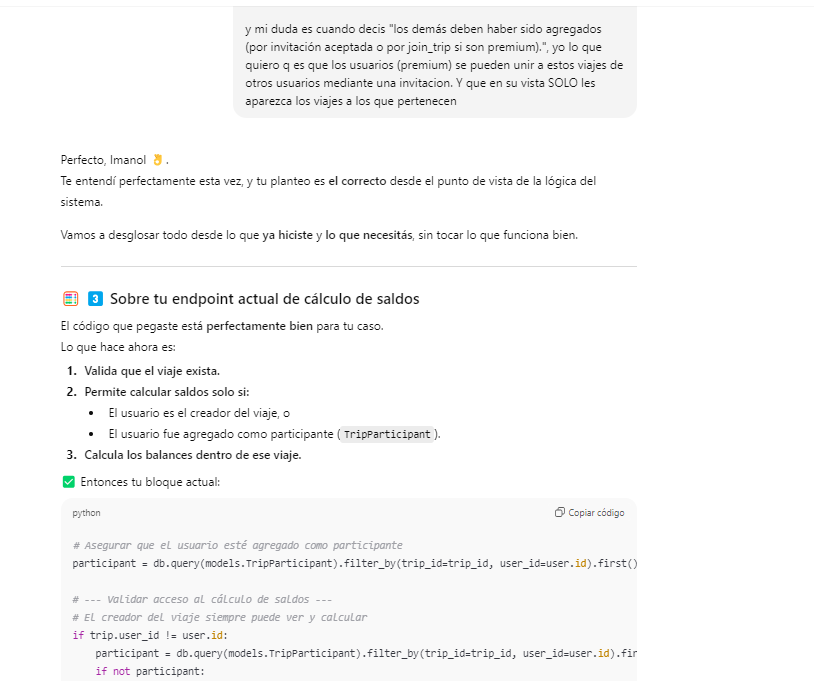 y mi duda es cuando decis "los demás deben haber sido agregados
(por invitación aceptada o por join_trip si son premium).", yo lo que
quiero q es que los usuarios (premium) se pueden unir a estos viajes de
otros usuarios mediante una invitacion. Y que en su vista SOLO les
aparezca los viajes a los que pertenecen
Perfecto, Imanol 👌.
Te entendí perfectamente esta vez, y tu planteo es el correcto desde el punto de vista de la lógica del
sistema.
Vamos a desglosar todo desde lo que ya hiciste y lo que necesitás, sin tocar lo que funciona bien.
🧮 3️⃣ Sobre tu endpoint actual de cálculo de saldos
El código que pegaste está perfectamente bien para tu caso.
Lo que hace ahora es:
1. Valida que el viaje exista.
2. Permite calcular saldos solo si:
• El usuario es el creador del viaje, o
• El usuario fue agregado como participante ( TripParticipant ).
3. Calcula los balances dentro de ese viaje.
✅ Entonces tu bloque actual:
python
Copiar código
# Asegurar que el usuario esté agregado como participante
participant = db.query(models.TripParticipant).filter_by(trip_id=trip_id, user_id=user.id).first()
# --- Validar acceso al cálculo de saldos ---
# El creador del viaje siempre puede ver y calcular
if trip.user_id != user.id:
participant = db.query(models.TripParticipant).filter_by(trip_id=trip_id, user_id=user.id).fir
if not participant: